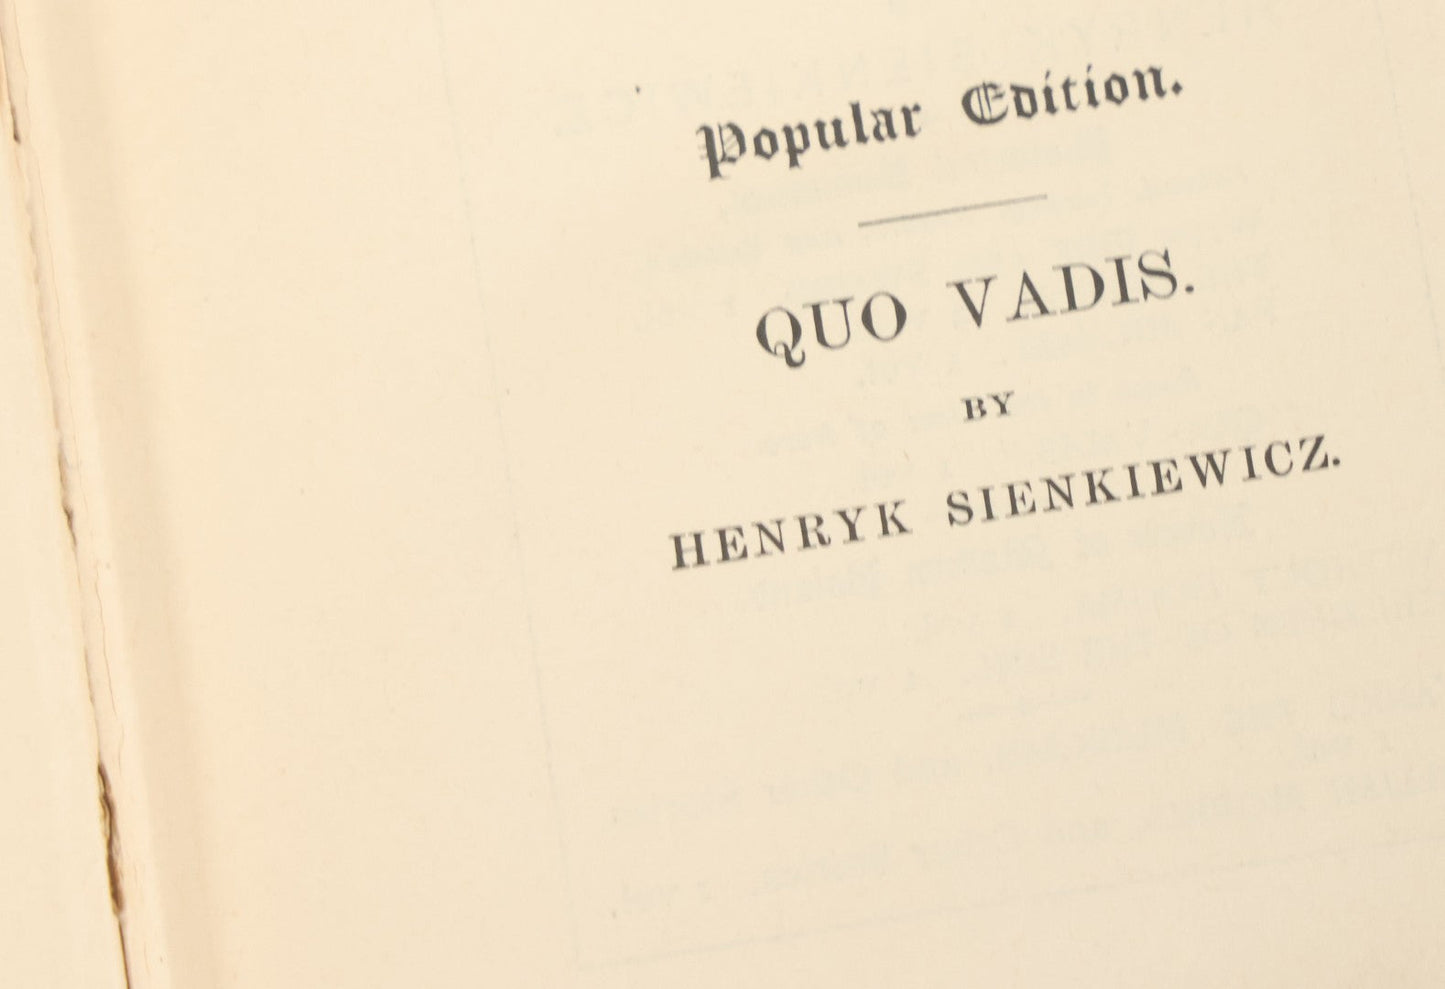 Popular Edition.
QUO VADIS.
BY
HENRYK SIENKIEWICZ.